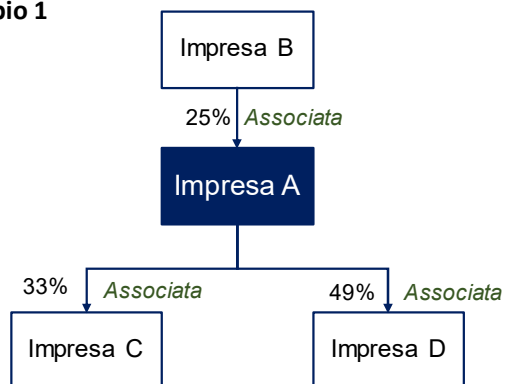 pio 1
Impresa B
25% Associata
Impresa A
33% Associata
49% Associata
Impresa C
Impresa D